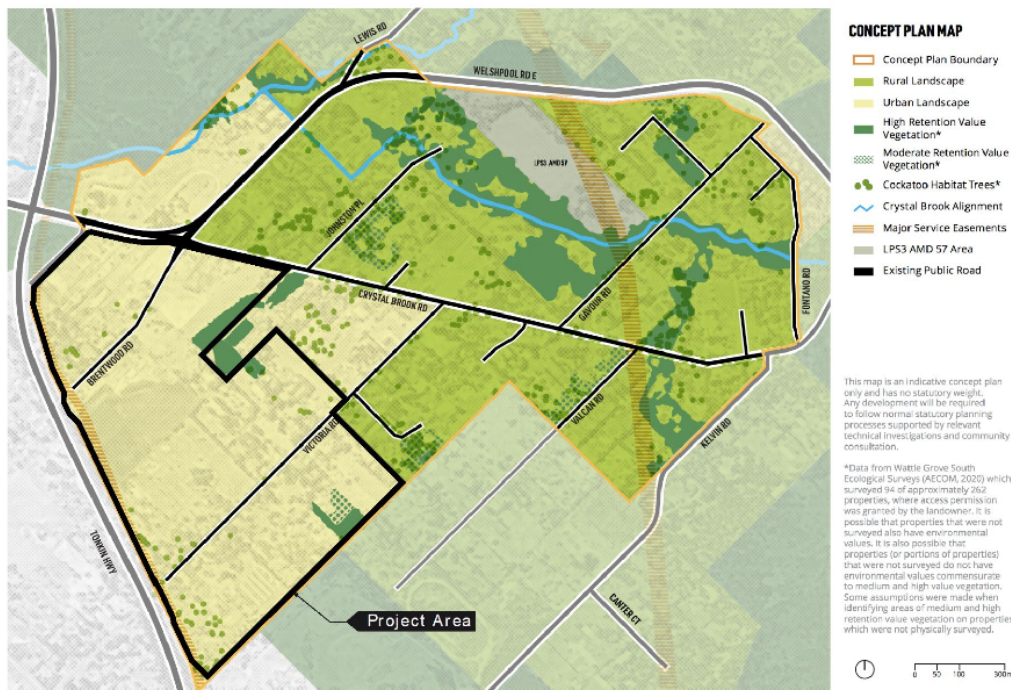 LEWIS RD
WELSHPOOL RD E
LPS3 AMD 57
JOHNSTON PL
CRYSTAL BROOK RD
GAVOUR RD
FONTANO RD
BRENTWOOD RD
VICTORIA RD
VALCAN RD
KELVIN RD
TONKIN HWY
CANTER CT
Project Area
CONCEPT PLAN MAP
Concept Plan Boundary
Rural Landscape
Urban Landscape
High Retention Value
Vegetation*
Moderate Retention Value
Vegetation*
Cockatoo Habitat Trees*
Crystal Brook Alignment
Major Service Easements
LPS3 AMD 57 Area
Existing Public Road
This map is an indicative concept plan
only and has no statutory weight.
Any development will be required
to follow normal statutory planning
processes supported by relevant
technical investigations and community
consultation.
*Data from Wattle Grove South
Ecological Surveys (AECOM, 2020) which
surveyed 94 of approximately 262
properties, where access permission
was granted by the landowner. It is
possible that properties that were not
surveyed also have environmental
values. It is also possible that
properties (or portions of properties)
that were not surveyed do not have
environmental values commensurate
to medium and high value vegetation.
Some assumptions were made when
identifying areas of medium and high
retention value vegetation on properties
which were not physically surveyed.
0 50 100 300m